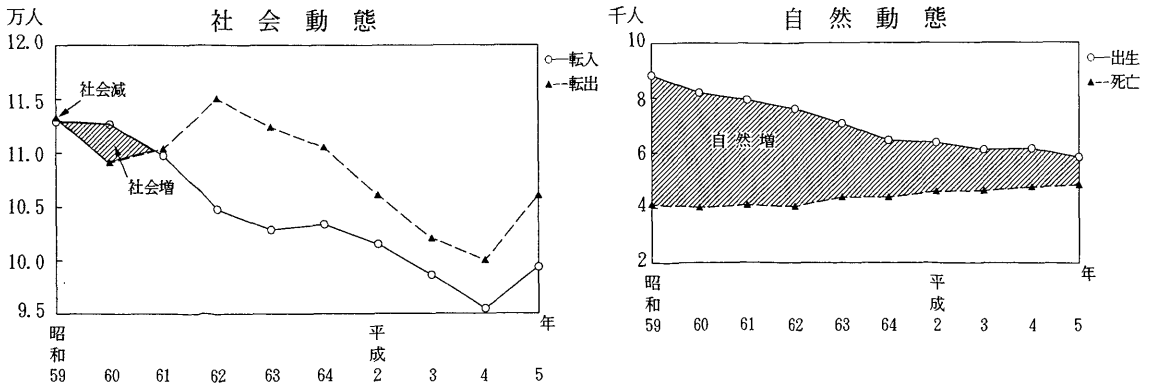 社会動態
万人
12.0
11.5
11.0
10.5
10.0
9.5
社会減
社会増
転入
転出
昭和
平成
年
59 60 61 62 63 64 2 3 4 5
自然動態
千人
10
8
6
4
2
自然増
出生
死亡
昭和
平成
年
59 60 61 62 63 64 2 3 4 5